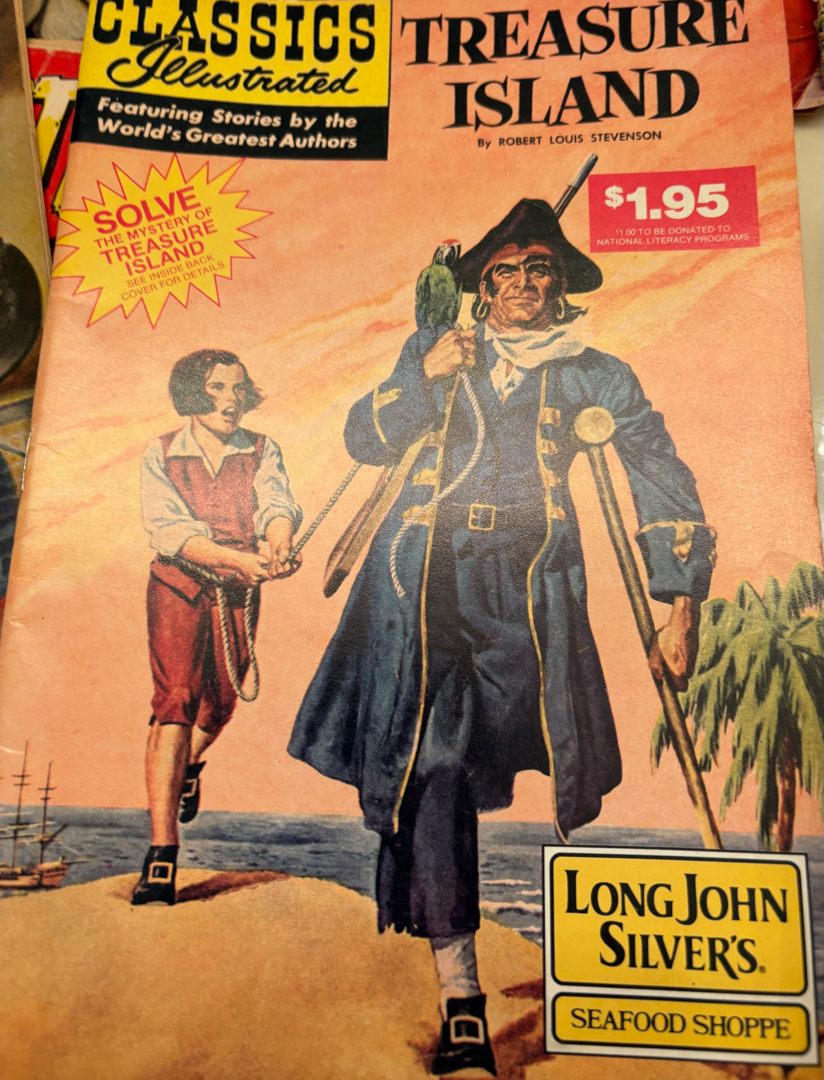 CLASSICS
Illustrated
Featuring Stories by the
World's Greatest Authors
TREASURE
ISLAND
By ROBERT LOUIS STEVENSON
$1.95
$1.00 TO BE DONATED TO
NATIONAL LITERACY PROGRAMS
SOLVE
THE MYSTERY OF
TREASURE
ISLAND
SEE INSIDE BACK
COVER FOR DETAILS
LONG JOHN
SILVER'S®
SEAFOOD SHOPPE